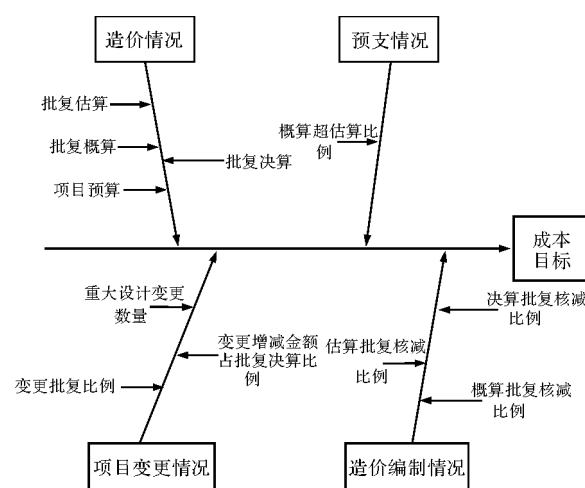 造价情况
预支情况
批复估算
批复概算
批复决算
项目预算
概算超估算比
例
成本
目标
重大设计变更
数量
变更增减金额
占批复决算比
例
变更批复比例
决算批复核减
比例
估算批复核减
比例
概算批复核减
比例
项目变更情况
造价编制情况